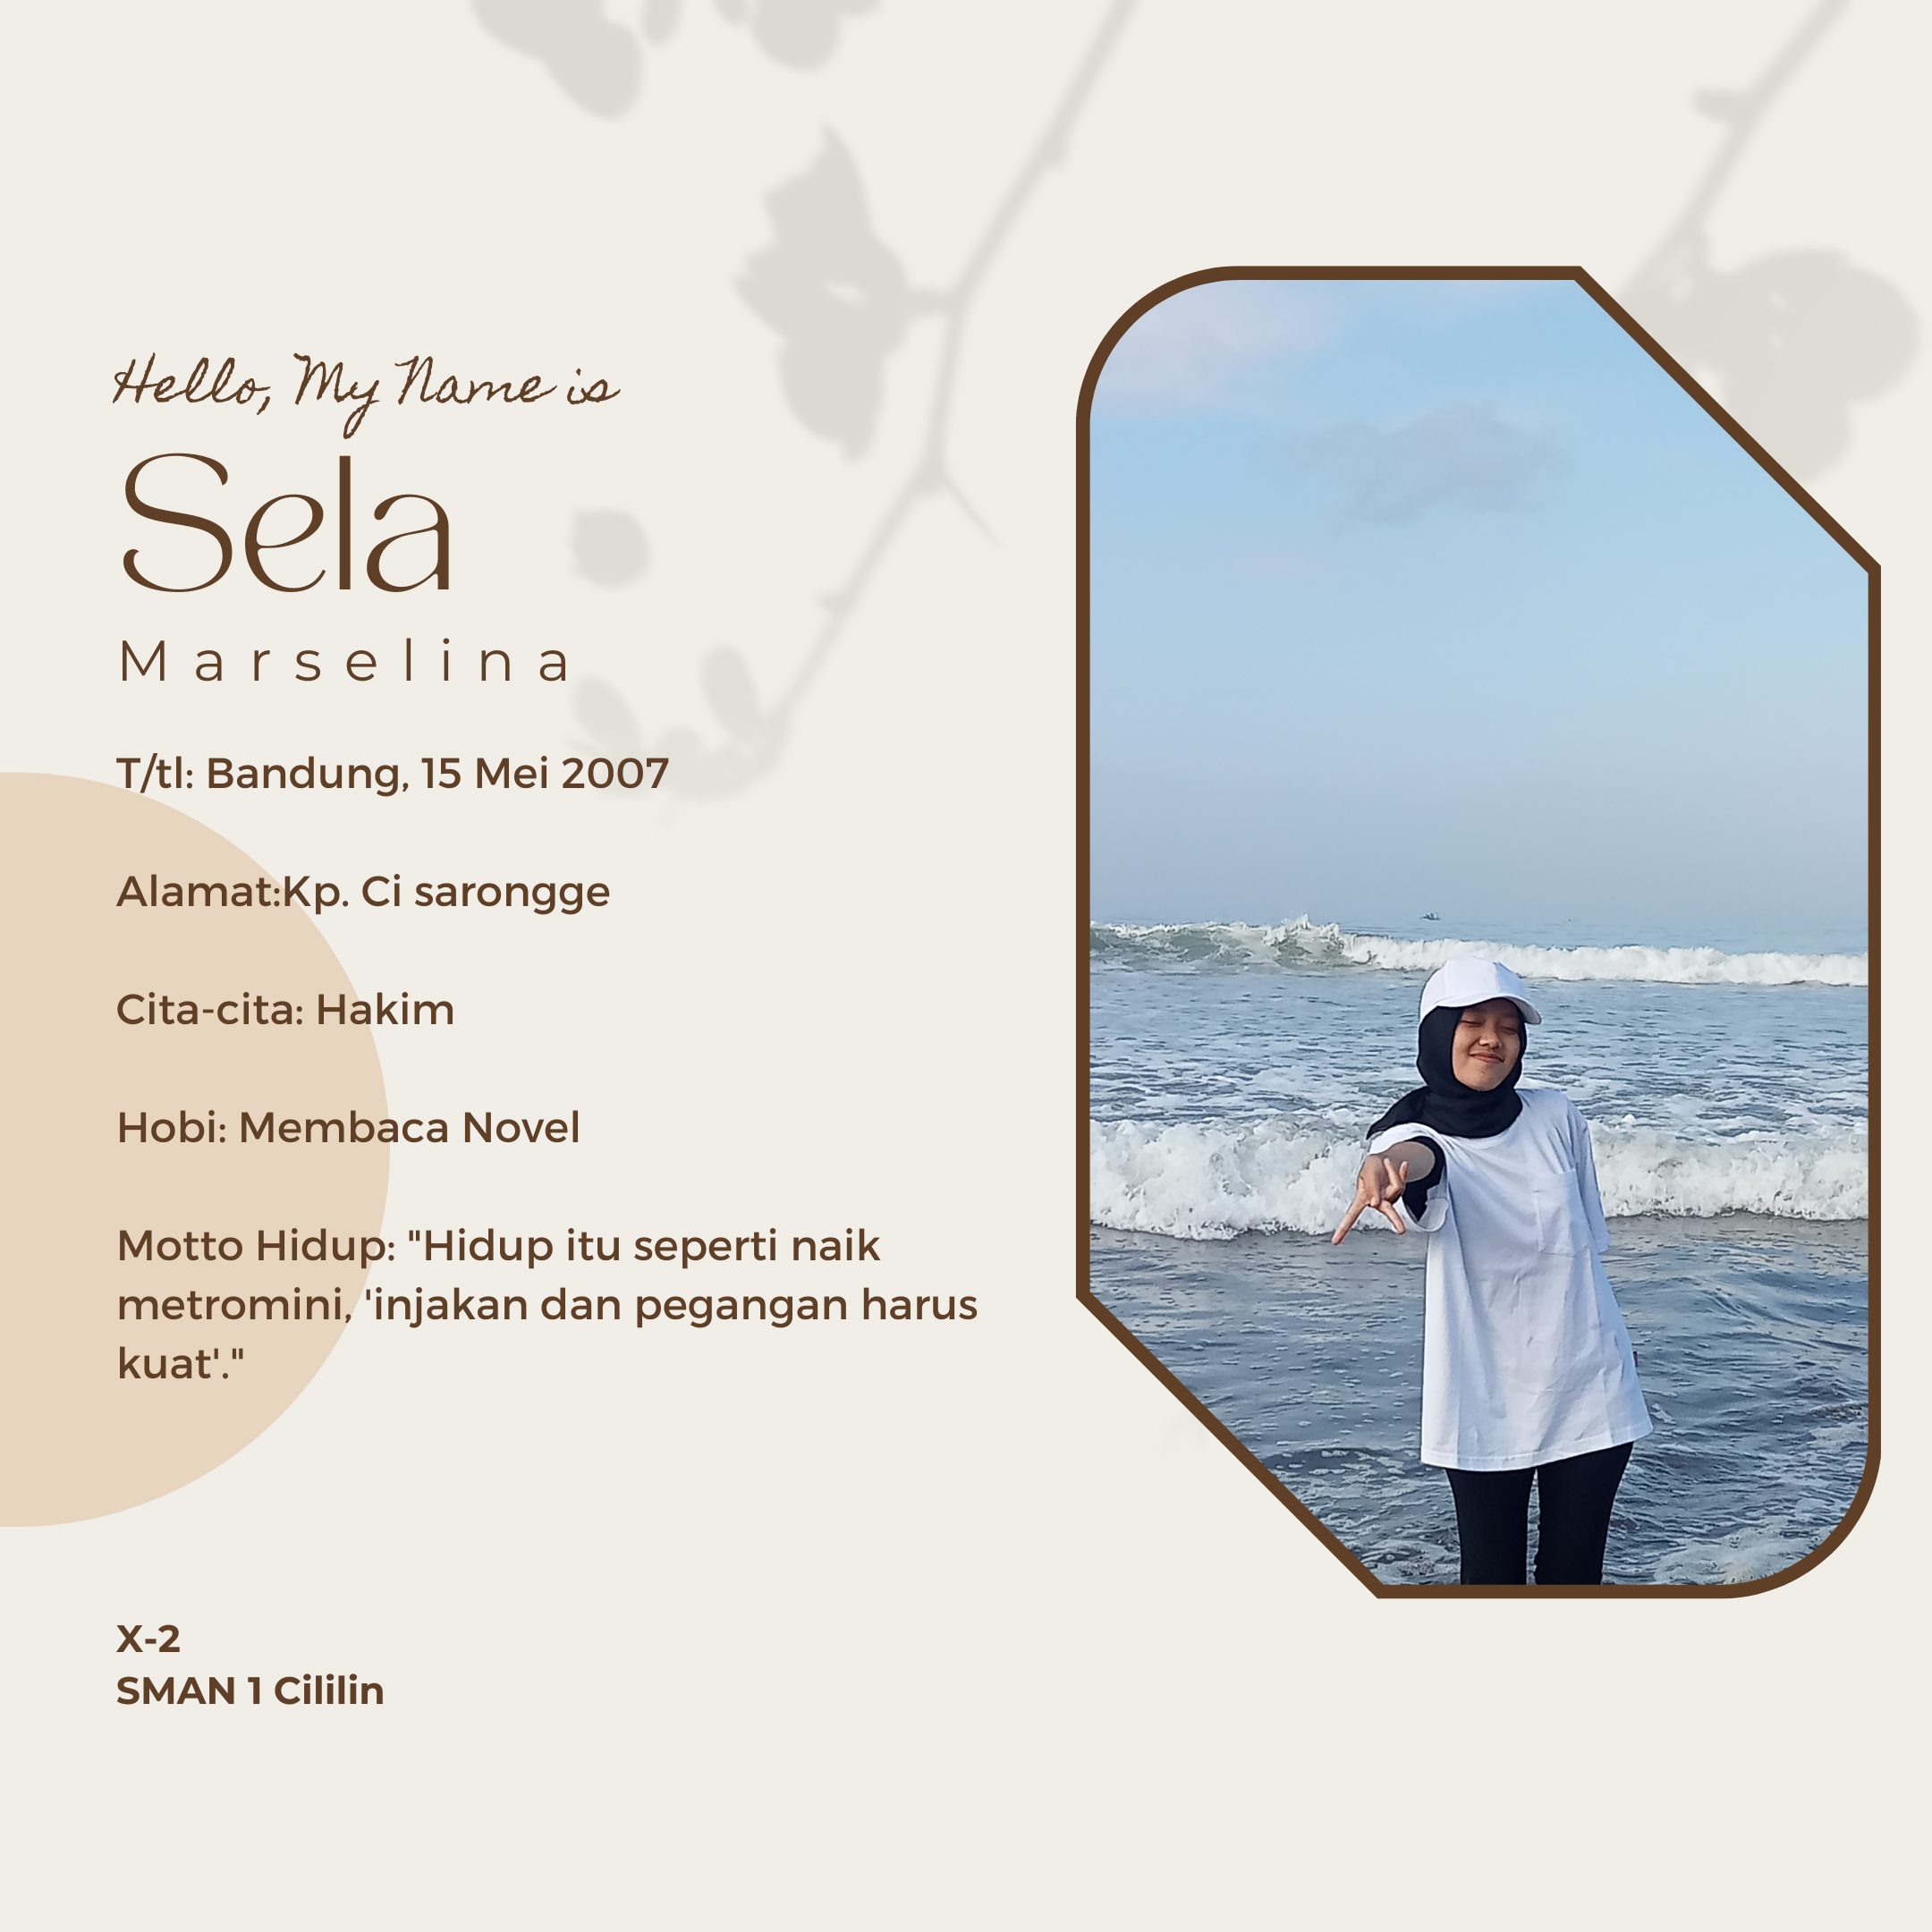 Hello, My Name is
Sela
Marselina
T/tl: Bandung, 15 Mei 2007
Alamat:Kp. Ci sarongge
Cita-cita: Hakim
Hobi: Membaca Novel
Motto Hidup: "Hidup itu seperti naik
metromini, 'injakan dan pegangan harus
kuat'."
X-2
SMAN 1 Cililin